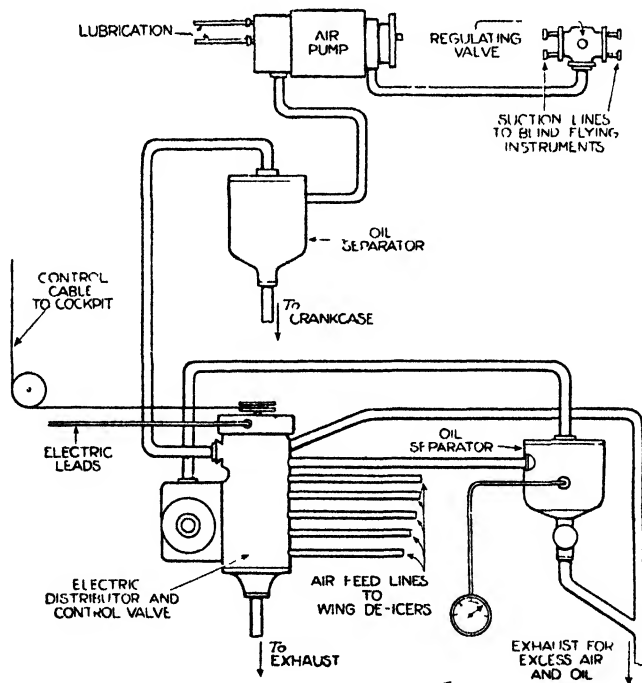 LUBRICATION
AIR
PUMP
REGULATING
VALVE
SUCTION LINES
TO BLIND FLYING
INSTRUMENTS
OIL
SEPARATOR
CONTROL
CABLE
TO COCKPIT
To
CRANKCASE
ELECTRIC
LEADS
OIL
SEPARATOR
AIR FEED LINES
TO
WING DE-ICERS
ELECTRIC
DISTRIBUTOR AND
CONTROL VALVE
To
EXHAUST
EXHAUST FOR
EXCESS AIR
AND OIL